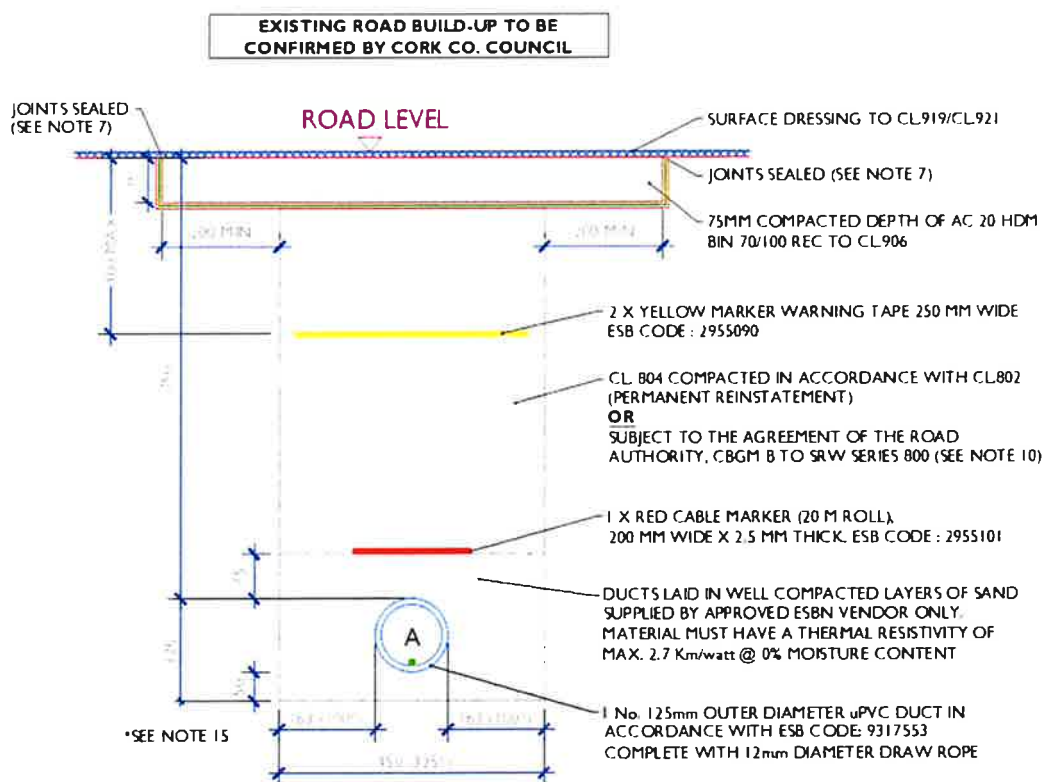 EXISTING ROAD BUILD-UP TO BE
CONFIRMED BY CORK CO. COUNCIL
JOINTS SEALED
(SEE NOTE 7)
ROAD LEVEL
SURFACE DRESSING TO CL.919/CL.921
JOINTS SEALED (SEE NOTE 7)
75MM COMPACTED DEPTH OF AC 20 HDM
BIN 70/100 REC TO CL.906
200 MIN
200 MIN
2 X YELLOW MARKER WARNING TAPE 250 MM WIDE
ESB CODE : 2955090
CL. 804 COMPACTED IN ACCORDANCE WITH CL.802
(PERMANENT REINSTATEMENT)
OR
SUBJECT TO THE AGREEMENT OF THE ROAD
AUTHORITY, CBGM B TO SRW SERIES 800 (SEE NOTE 10)
1 X RED CABLE MARKER (20 M ROLL),
200 MM WIDE X 2.5 MM THICK. ESB CODE : 2955101
75
DUCTS LAID IN WELL COMPACTED LAYERS OF SAND
SUPPLIED BY APPROVED ESBN VENDOR ONLY.
MATERIAL MUST HAVE A THERMAL RESISTIVITY OF
MAX. 2.7 Km/watt @ 0% MOISTURE CONTENT
A
50
1 No. 125mm OUTER DIAMETER uPVC DUCT IN
ACCORDANCE WITH ESB CODE: 9317553
COMPLETE WITH 12mm DIAMETER DRAW ROPE
*SEE NOTE 15